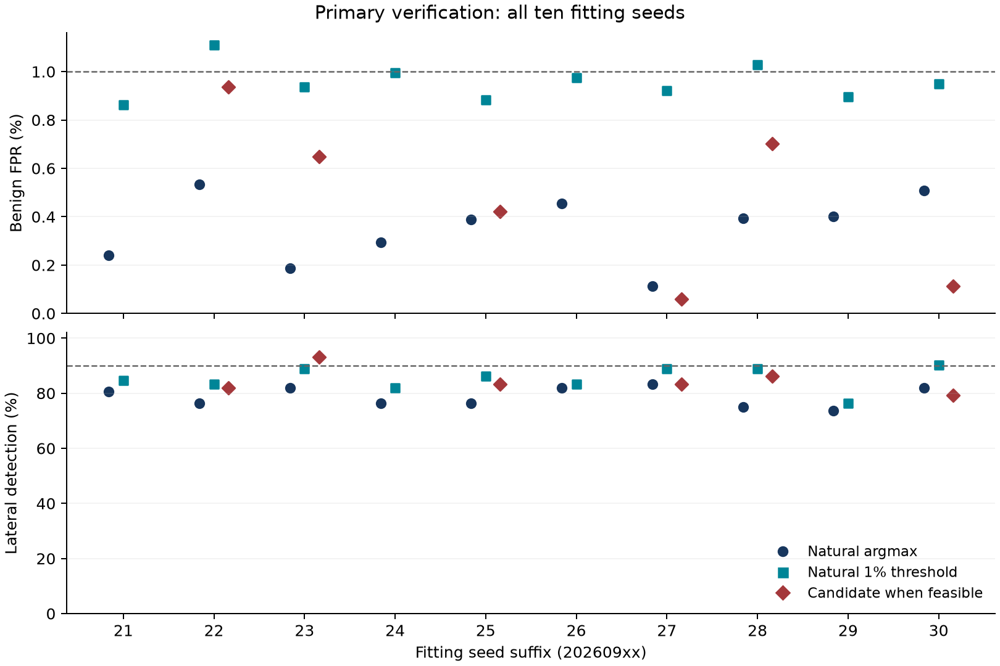 Primary verification: all ten fitting seeds
Benign FPR (%)
1.0
0.8
0.6
0.4
0.2
0.0
Lateral detection (%)
100
80
60
40
20
0
Natural argmax
Natural 1% threshold
Candidate when feasible
21 22 23 24 25 26 27 28 29 30
Fitting seed suffix (202609xx)